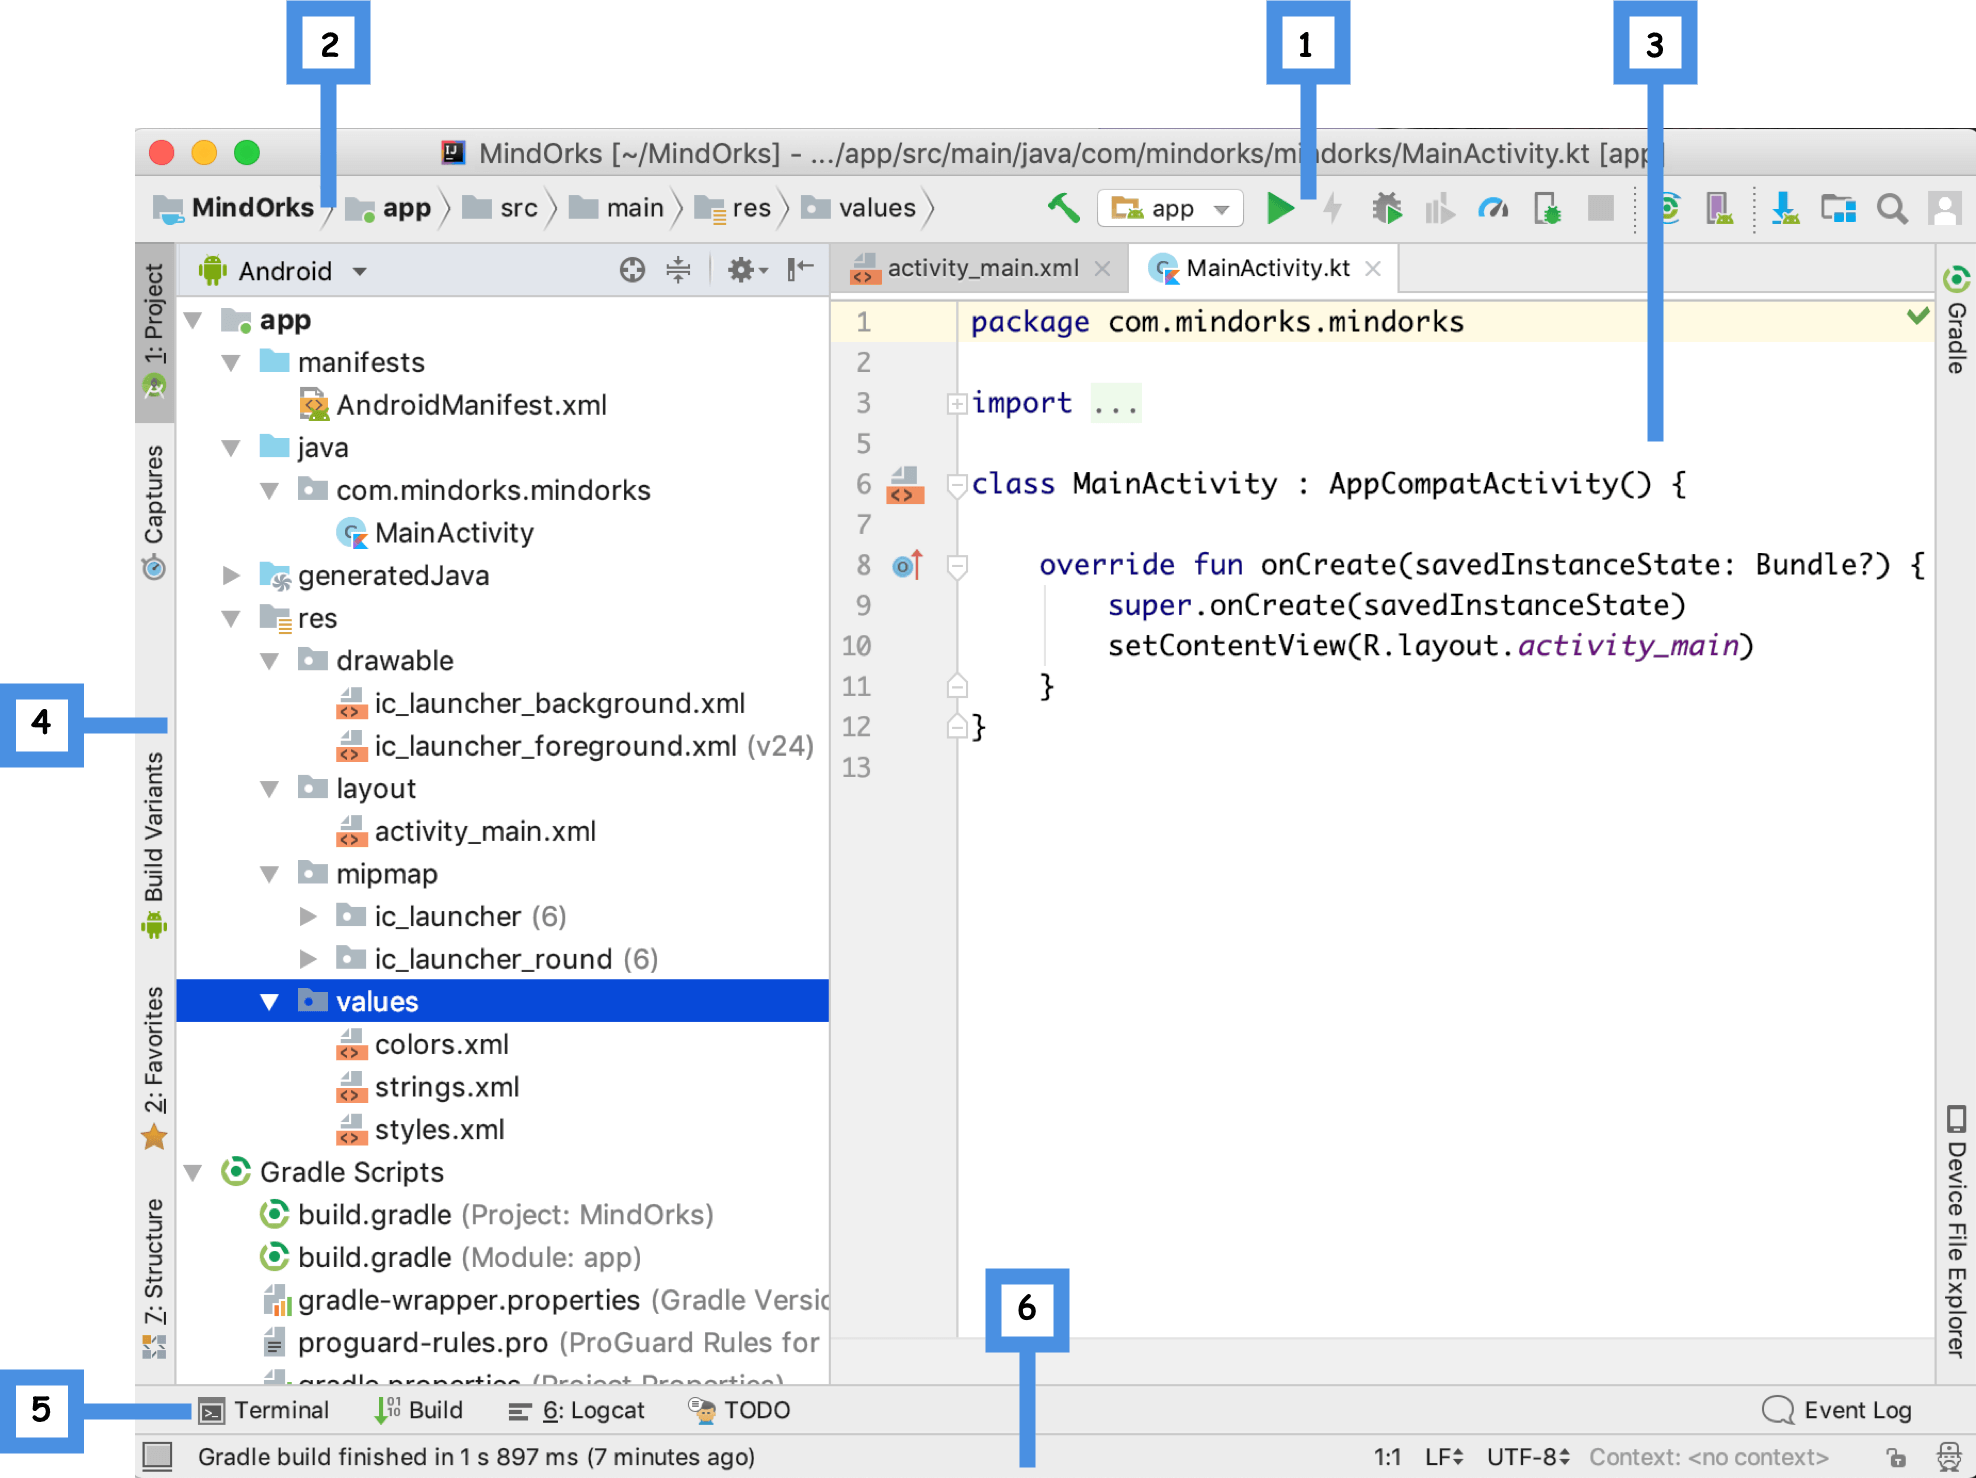 2
1
3
MindOrks [~/MindOrks] - .../app/src/main/java/com/mindorks/mindorks/MainActivity.kt [app]
MindOrks app src main res values
app
1: Project
Captures
Build Variants
2: Favorites
7: Structure
4
Android
app
manifests
AndroidManifest.xml
java
com.mindorks.mindorks
MainActivity
generatedJava
res
drawable
ic_launcher_background.xml
ic_launcher_foreground.xml (v24)
layout
activity_main.xml
mipmap
ic_launcher (6)
ic_launcher_round (6)
values
colors.xml
strings.xml
styles.xml
Gradle Scripts
build.gradle (Project: MindOrks)
build.gradle (Module: app)
gradle-wrapper.properties (Gradle Versio
proguard-rules.pro (ProGuard Rules for
gradle.properties (Project Properties)
activity_main.xml MainActivity.kt
1 package com.mindorks.mindorks
2
3 import ...
5
6 class MainActivity : AppCompatActivity() {
7
8 override fun onCreate(savedInstanceState: Bundle?) {
9 super.onCreate(savedInstanceState)
10 setContentView(R.layout.activity_main)
11 }
12 }
13
Gradle
Device File Explorer
6
5
Terminal Build 6: Logcat TODO Event Log
Gradle build finished in 1 s 897 ms (7 minutes ago) 1:1 LF UTF-8 Context: <no context>